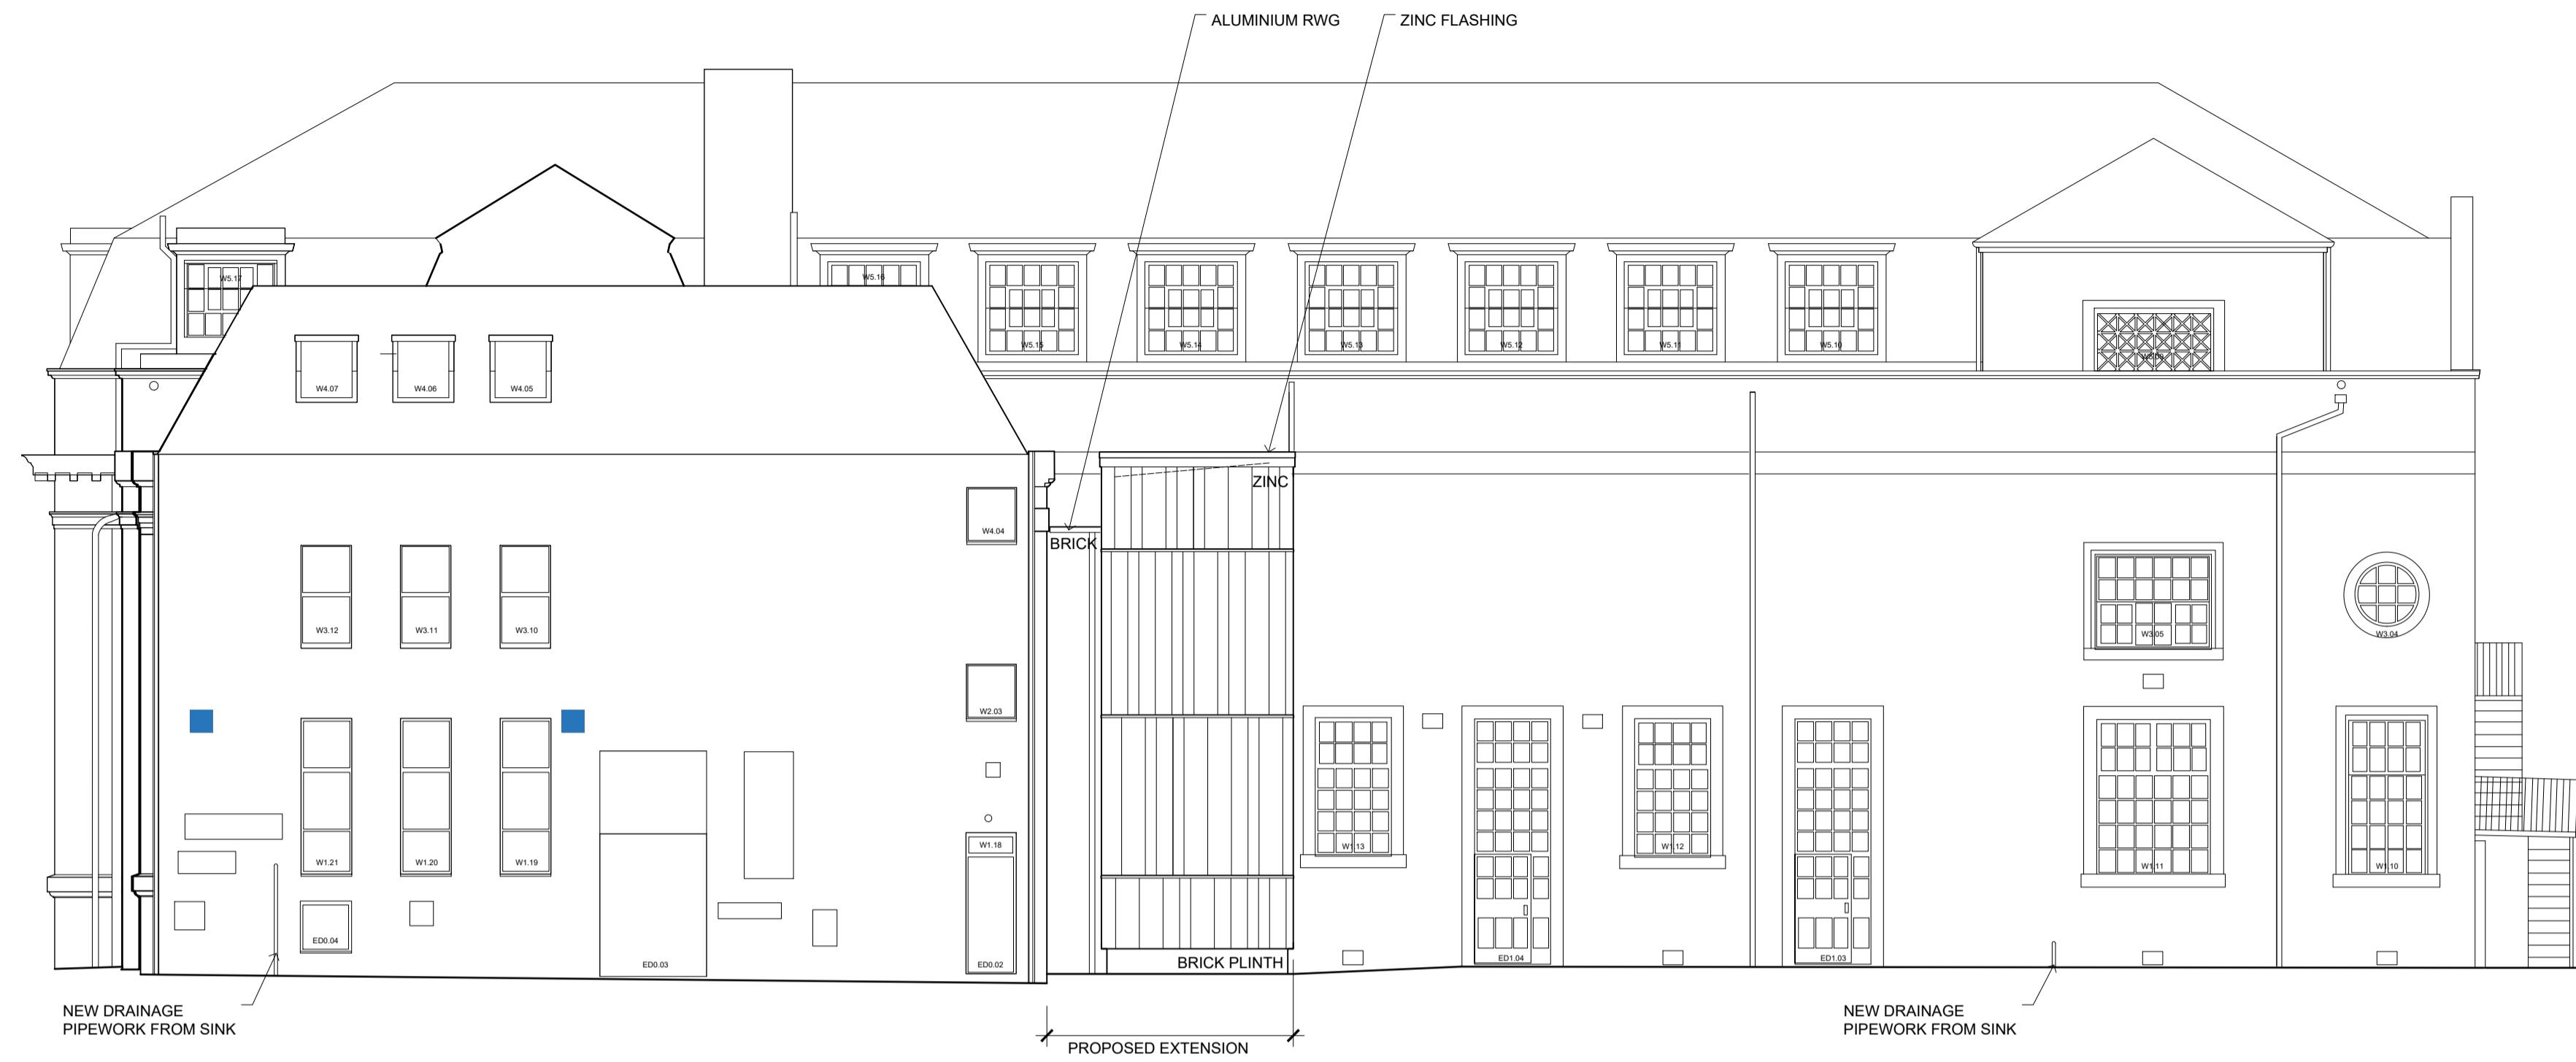 ALUMINIUM RWG
ZINC FLASHING
W5.17
W5.16
W5.15
W5.14
W5.13
W5.12
W5.11
W5.10
W4.07
W4.06
W4.05
ZINC
W4.04
BRICK
W3.12
W3.11
W3.10
W3.05
W3.04
W2.03
W1.18
W1.13
W1.12
W1.21
W1.20
W1.19
W1.11
W1.10
ED0.04
ED0.03
ED0.02
BRICK PLINTH
ED1.04
ED1.03
NEW DRAINAGE
PIPEWORK FROM SINK
NEW DRAINAGE
PIPEWORK FROM SINK
PROPOSED EXTENSION